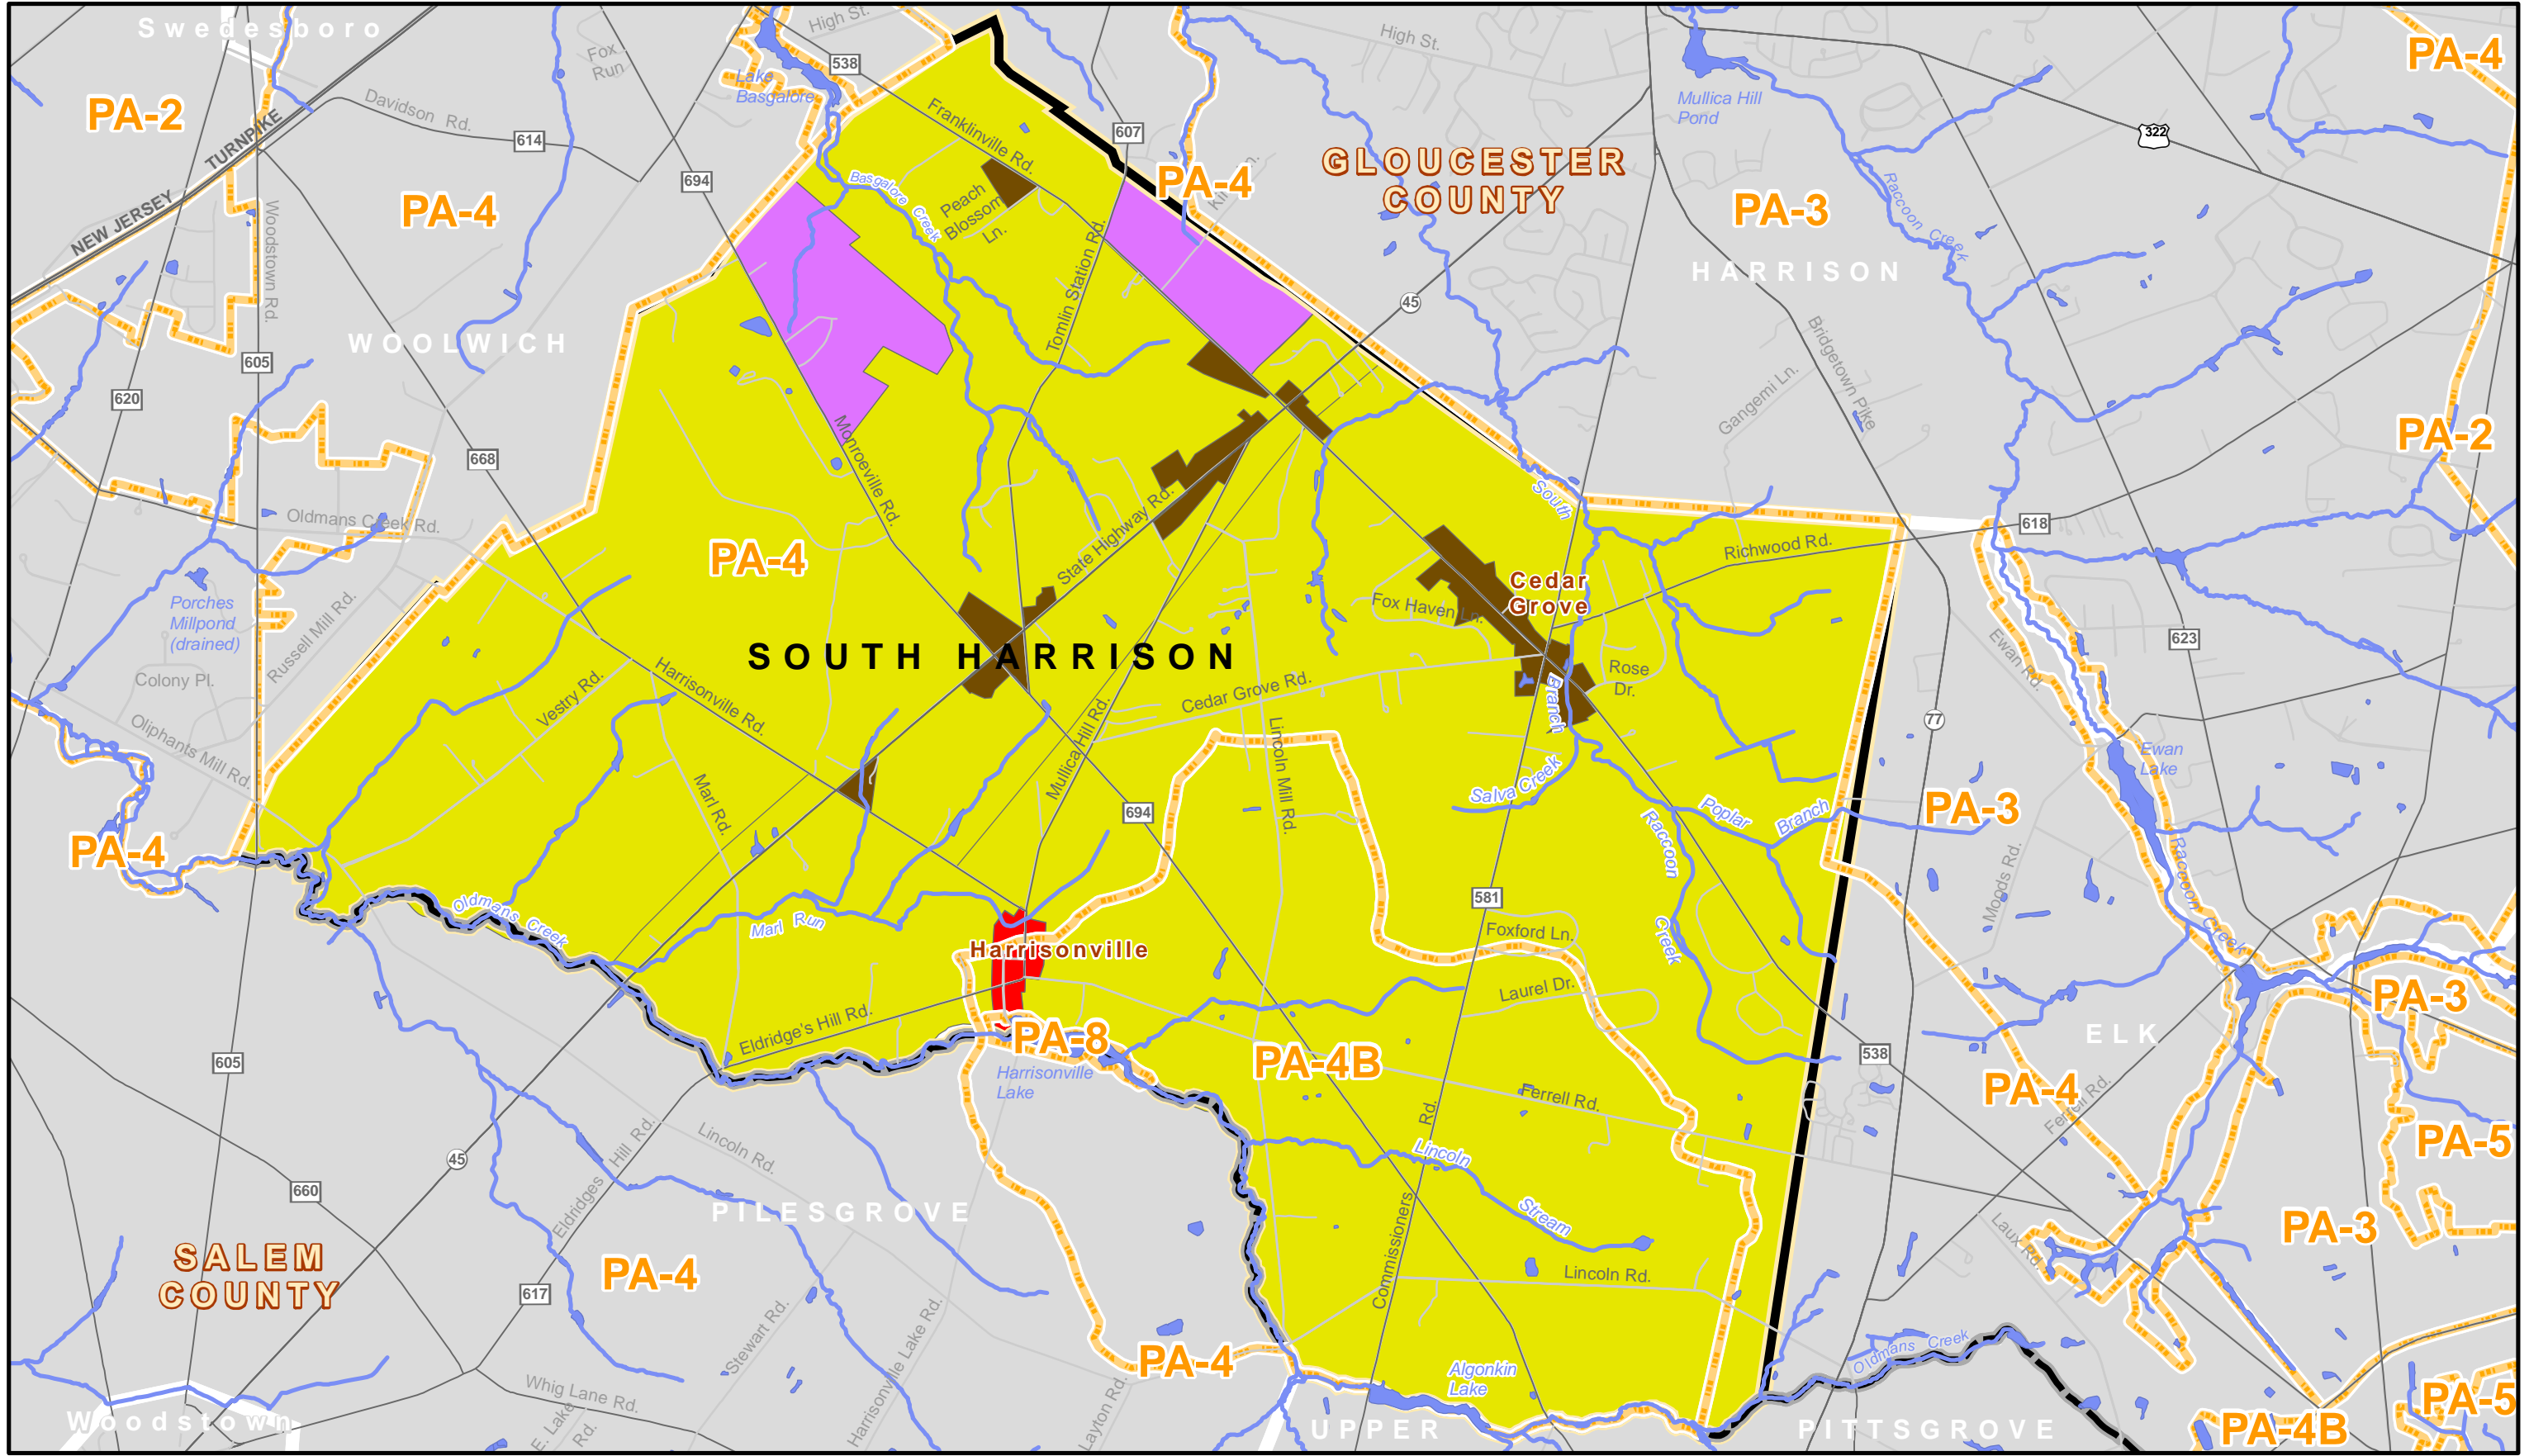 Swedesboro
High St.
High St.
PA-4
Fox
Run
538
Lake
Basgalore
PA-2
Davidson Rd.
614
TURNPIKE
NEW JERSEY
Woodstown Rd.
694
PA-4
Franklinville Rd.
607
PA-4
GLOUCESTER
COUNTY
Mullica Hill
Pond
322
PA-3
Raccoon Creek
HARRISON
Basgalore Creek
Peach
Blossom
Ln.
Tomlin Station Rd.
45
WOOLWICH
605
620
668
Bridgetown Pike
Gangemi Ln.
PA-2
Monroeville Rd.
Oldmans Creek Rd.
South
618
Richwood Rd.
State Highway Rd.
PA-4
Cedar
Grove
Fox Haven Ln.
Porches
Millpond
(drained)
Russell Mill Rd.
Colony Pl.
Oliphants Mill Rd.
SOUTH HARRISON
Harrisonville Rd.
Vestry Rd.
Cedar Grove Rd.
Rose
Dr.
Branch
Ewan Rd.
623
77
Ewan
Lake
Mullica Hill Rd.
Lincoln Mill Rd.
Marl Rd.
694
Salva Creek
Poplar Branch
PA-3
PA-4
Raccoon
Creek
Moods Rd.
Raccoon Creek
581
Oldmans Creek
Marl Run
Harrisonville
Foxford Ln.
Laurel Dr.
PA-3
Eldridge's Hill Rd.
PA-8
PA-4B
Harrisonville
Lake
605
538
ELK
PA-4
Ferrell Rd.
Ferrell Rd.
Lincoln Rd.
45
Lincoln
Stream
PA-5
660
Eldridges Hill Rd.
PILESGROVE
Commissioners Rd.
Laux Rd.
PA-3
SALEM
COUNTY
617
PA-4
Lincoln Rd.
Stewart Rd.
Harrisonville Lake Rd.
PA-4
Layton Rd.
Algonkin
Lake
Oldmans Creek
Whig Lane Rd.
E. Lake
Rd.
Woodstown
UPPER
PITTSGROVE
PA-5
PA-4B